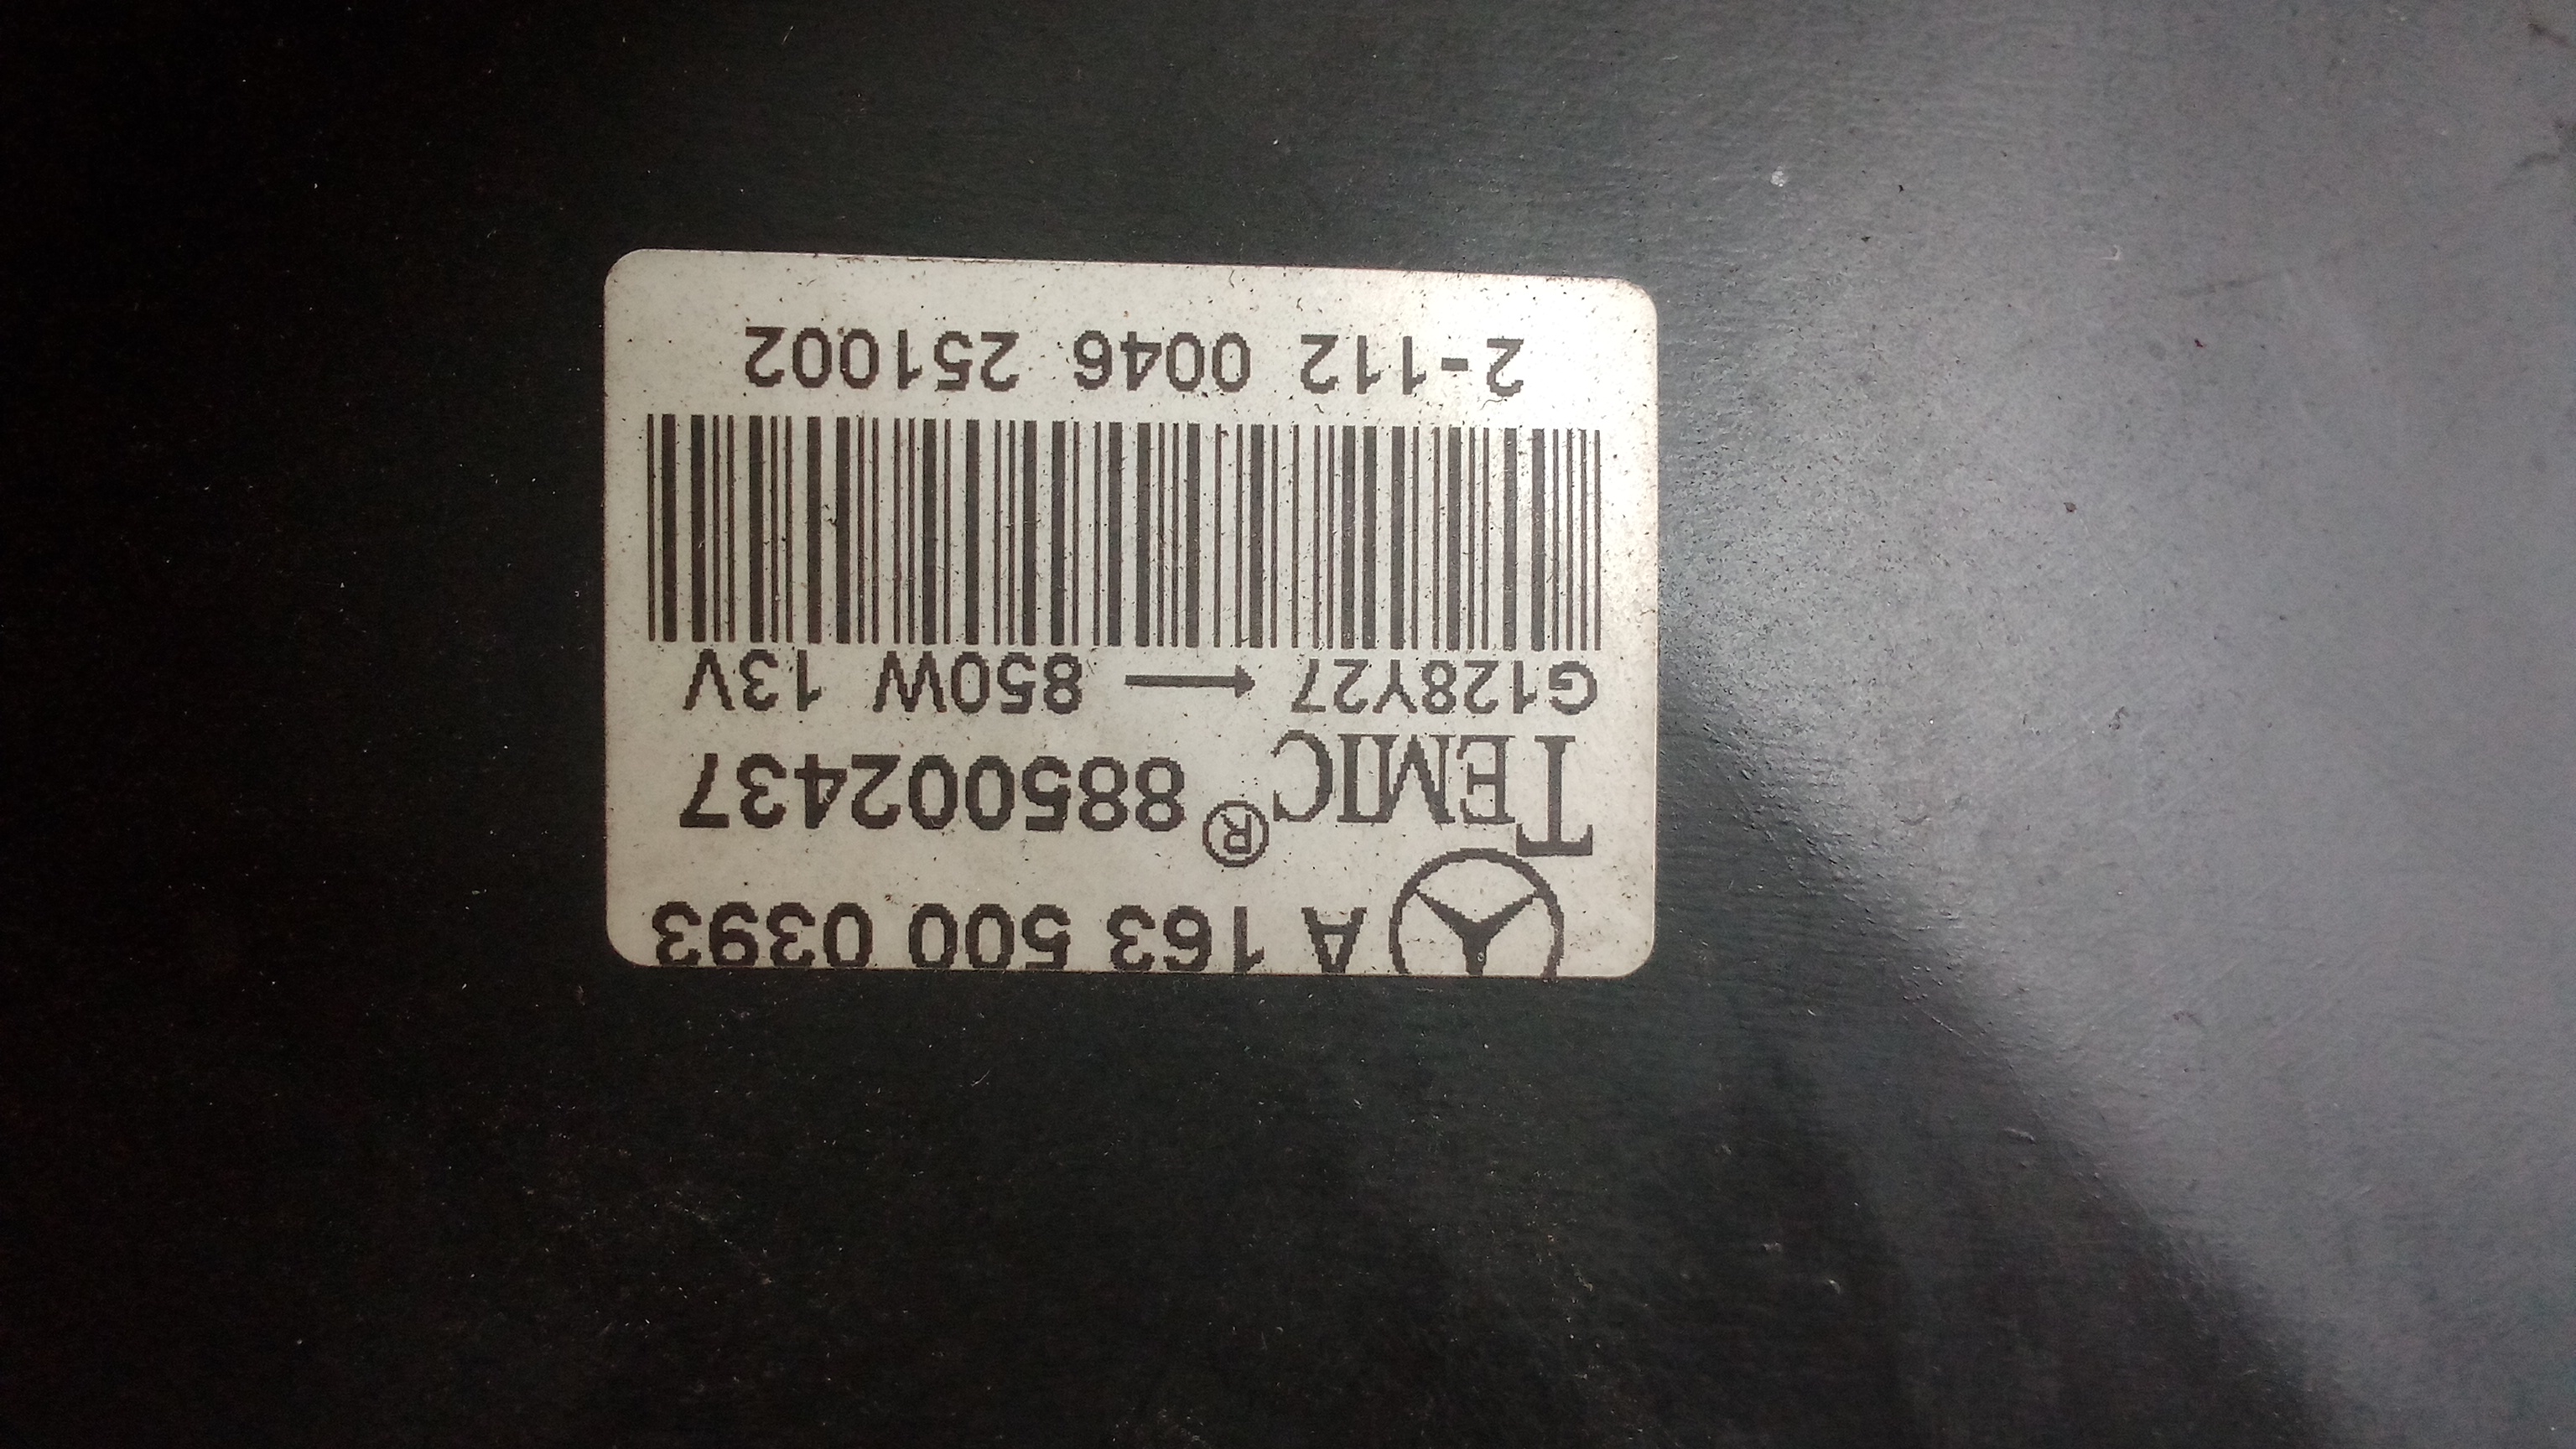 A 163 500 0393
TEMIC® 885002437
G128Y27 ← 850W 13V
2-112 0046 251002